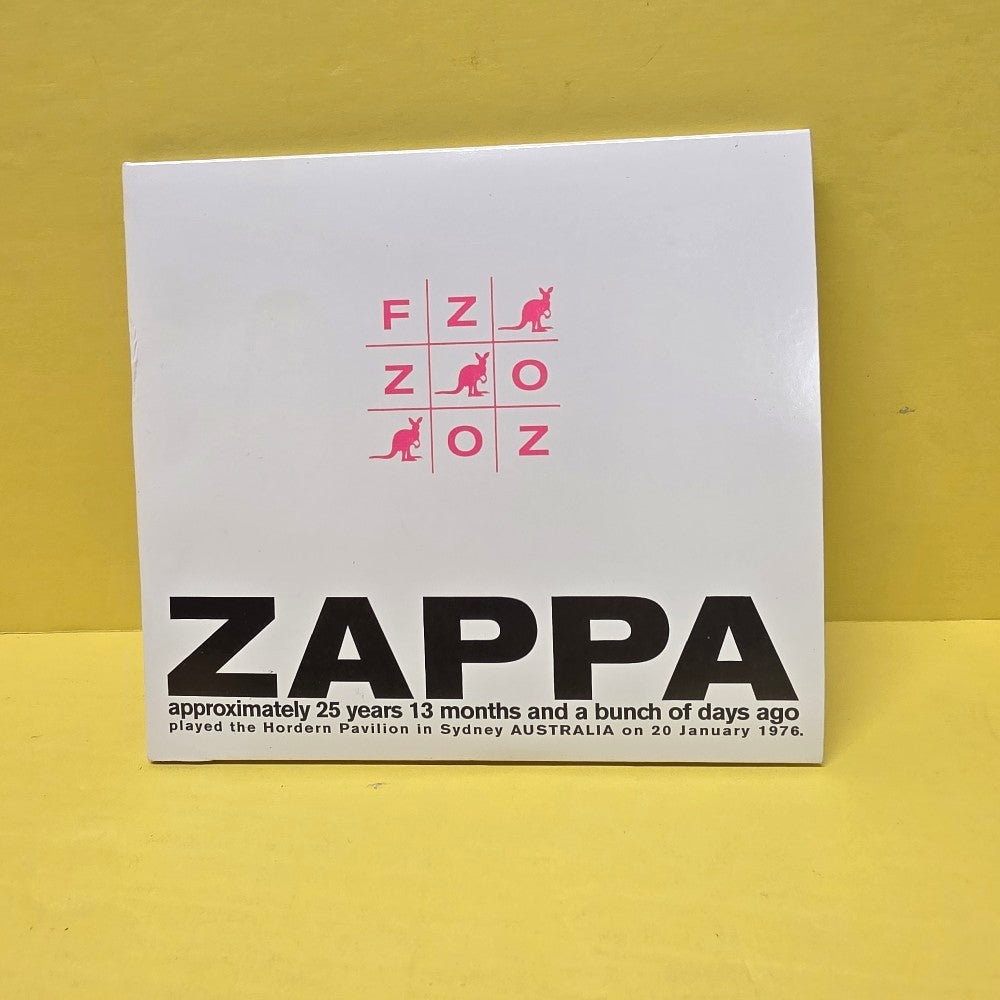 F Z
Z O
O Z
ZAPPA
approximately 25 years 13 months and a bunch of days ago
played the Hordern Pavilion in Sydney AUSTRALIA on 20 January 1976.